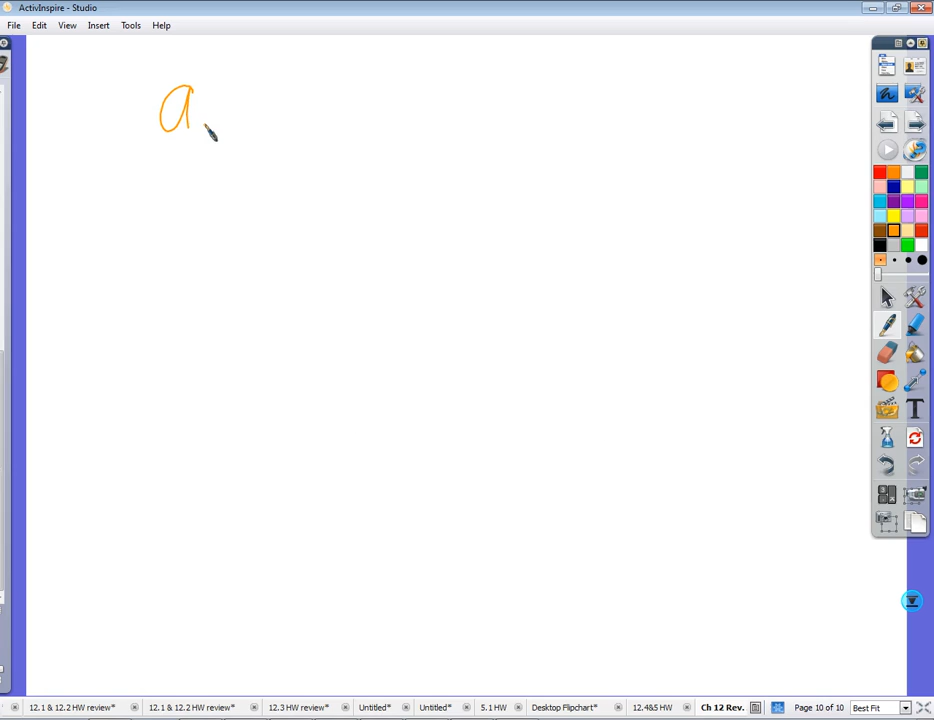 ActivInspire - Studio
File Edit View Insert Tools Help
a
T
12.1 & 12.2 HW review* 12.1 & 12.2 HW review* 12.3 HW review* Untitled* Untitled* 5.1 HW Desktop Flipchart* 12.4&5 HW Ch 12 Rev. Page 10 of 10 Best Fit